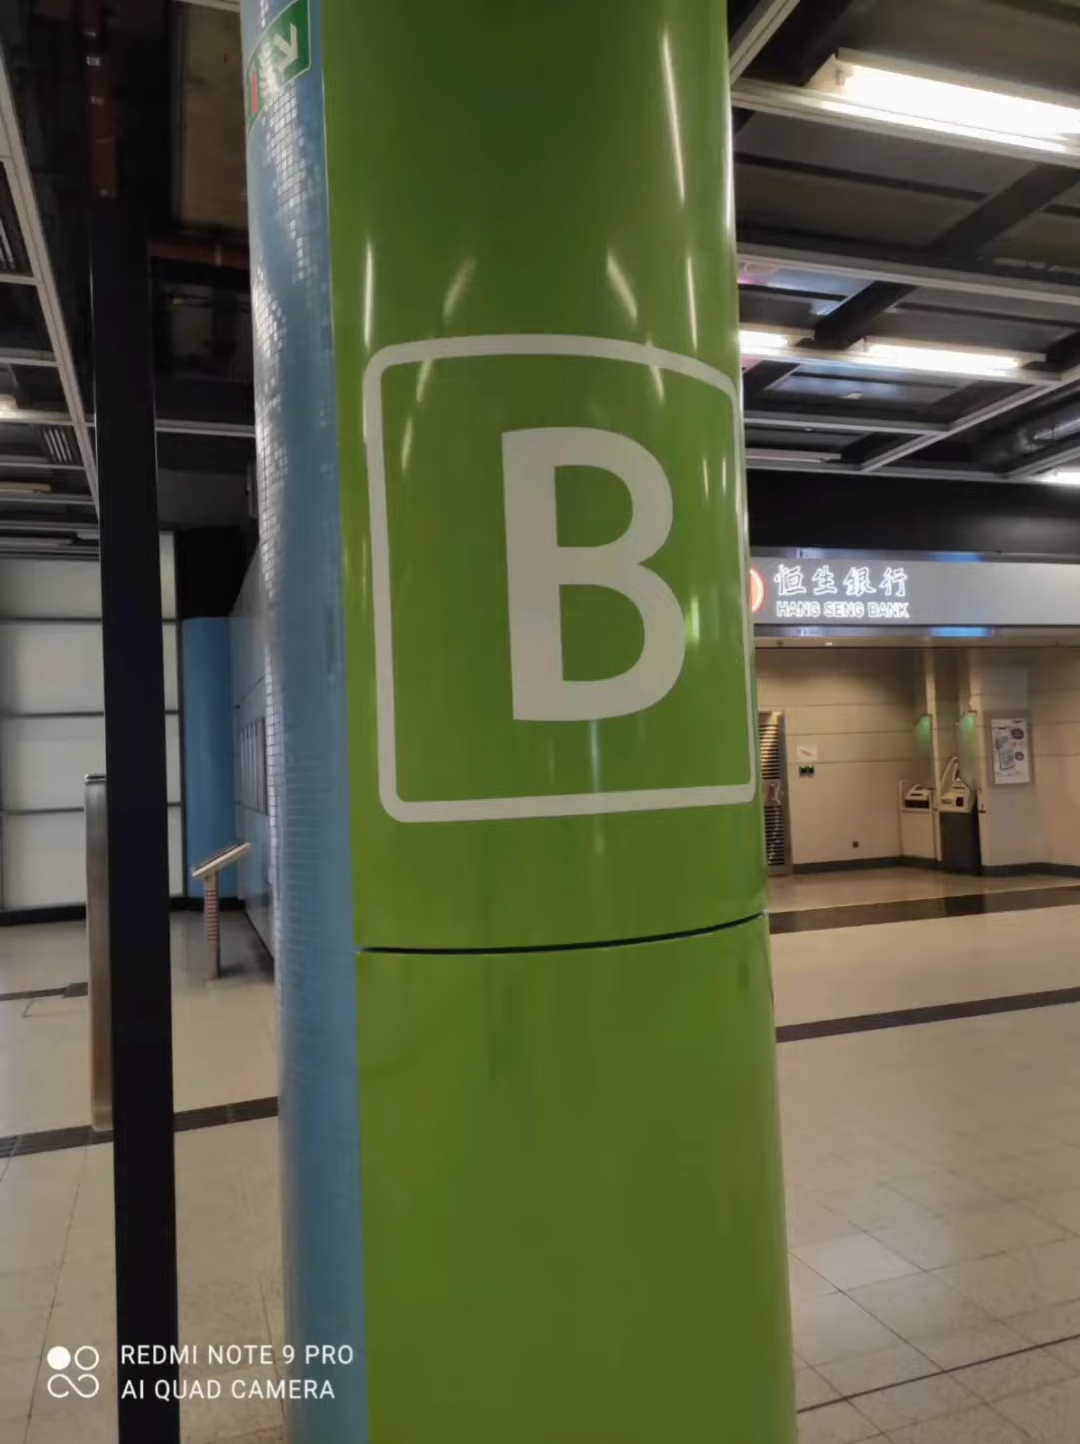 B
恒生銀行
HANG SENG BANK
REDMI NOTE 9 PRO
AI QUAD CAMERA